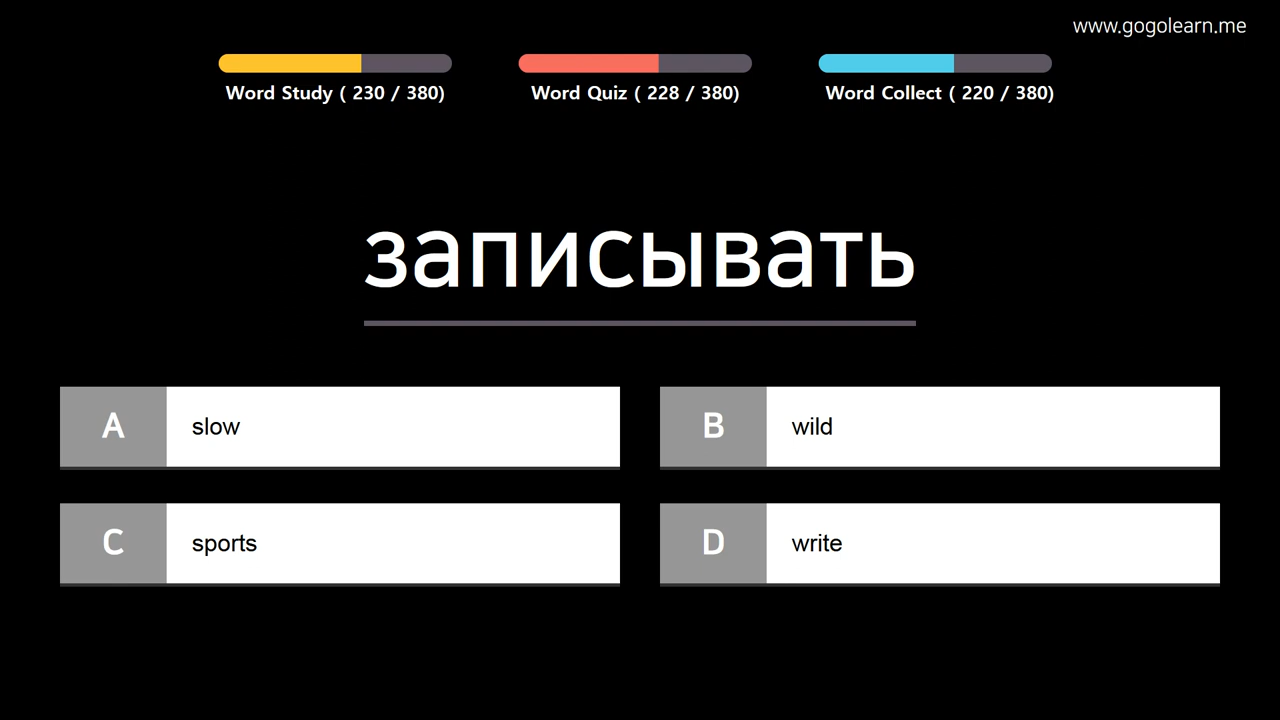 www.gogolearn.me
Word Study ( 230 / 380)
Word Quiz ( 228 / 380)
Word Collect ( 220 / 380)
записывать
A slow
B wild
C sports
D write